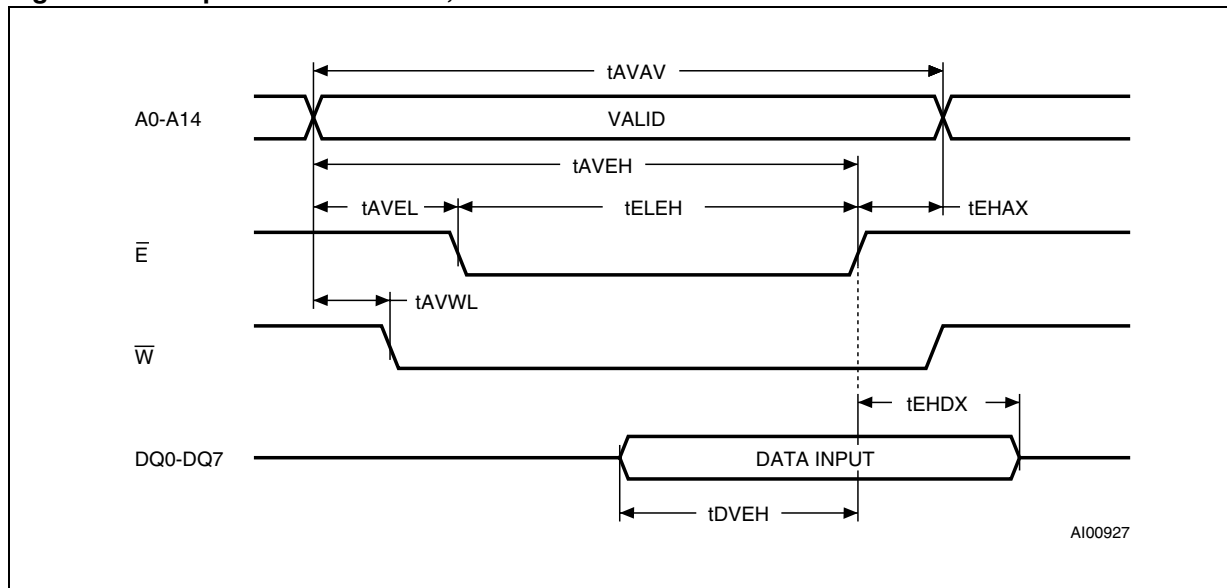 tAVAV
A0-A14
VALID
tAVEH
tAVEL
tELEH
tEHAX
E̅
tAVWL
W̅
tEHDX
DQ0-DQ7
DATA INPUT
tDVEH
AI00927